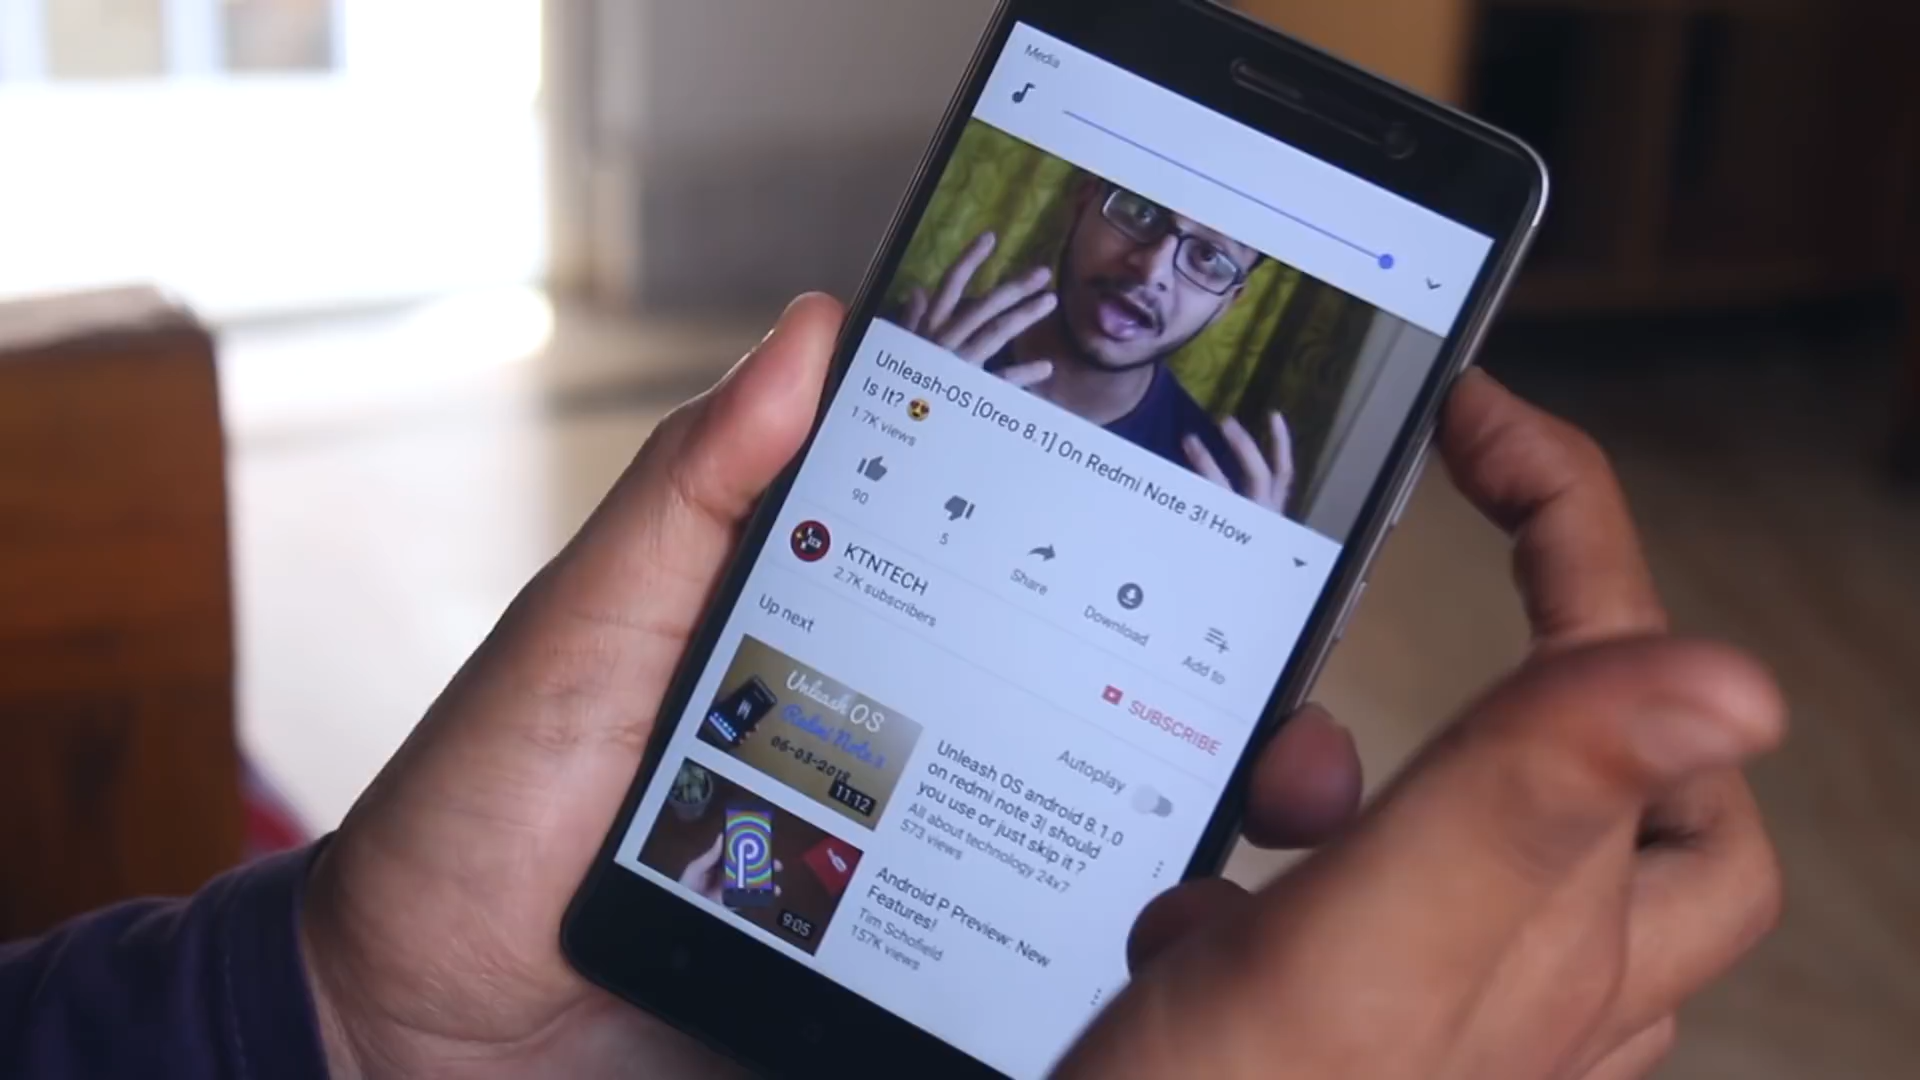 Media
Unleash-OS [Oreo 8.1] On Redmi Note 3! How
Is It? 😍
1.7K views
90
5
Share
Download
Add to
KTNTECH
2.7K subscribers
SUBSCRIBE
Up next
Autoplay
Unleash OS
Redmi Note 3
06-03-2018
11:12
Unleash OS android 8.1.0
on redmi note 3| should
you use or just skip it ?
All about technology 24x7
573 views
P
9:05
Android P Preview: New
Features!
Tim Schofield
157K views